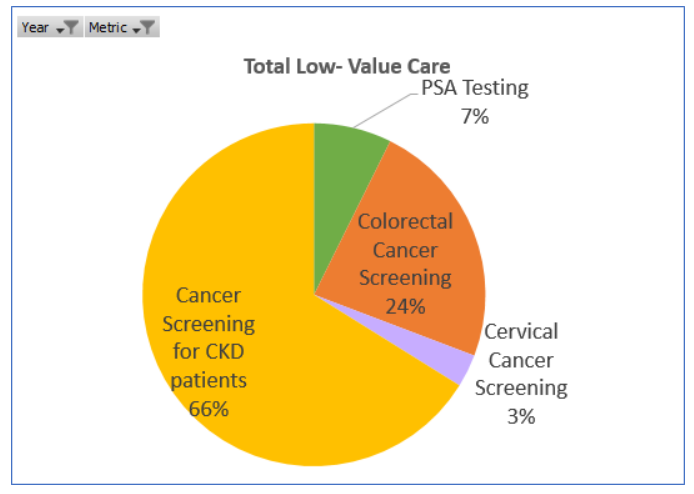 Year Metric
Total Low- Value Care
PSA Testing
7%
Colorectal
Cancer
Screening
24%
Cervical
Cancer
Screening
3%
Cancer
Screening
for CKD
patients
66%